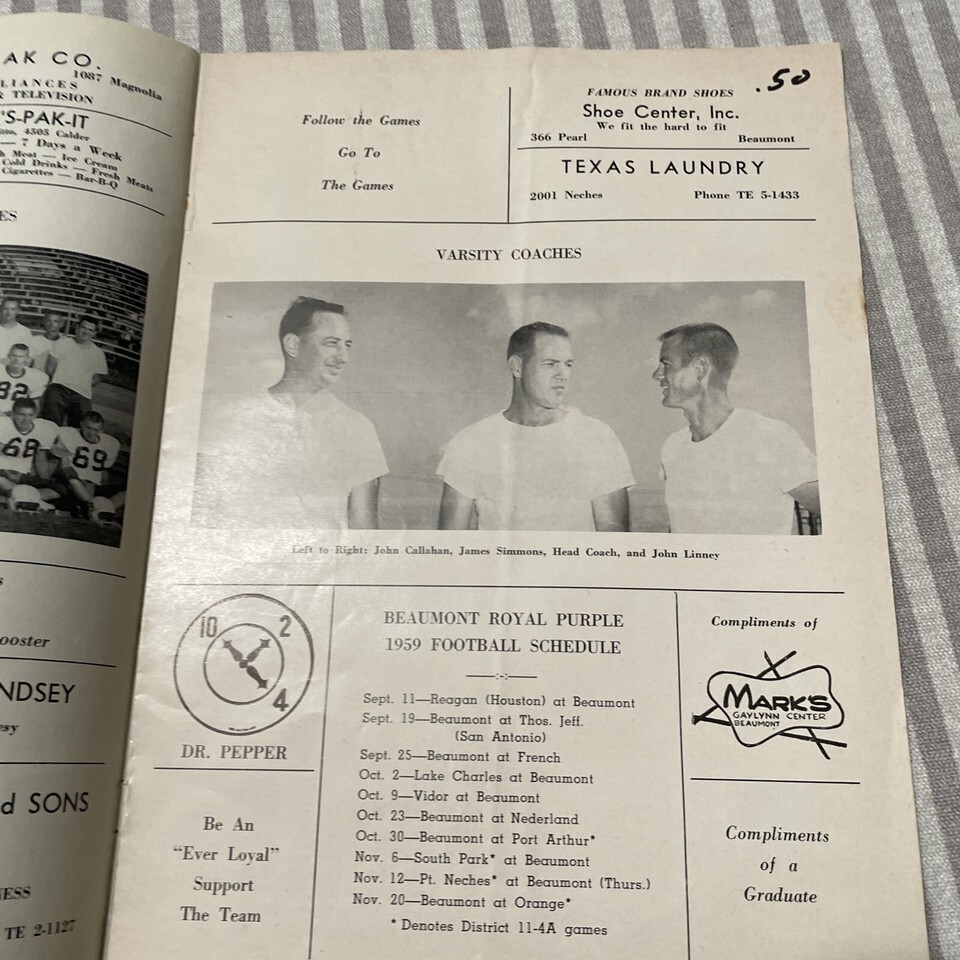 AK CO.
1087 Magnolia
LIANCES
& TELEVISION
'S-PAK-IT
4505 Calder
— 7 Days a Week
Meat — Ice Cream
Cold Drinks — Fresh Meats
Cigarettes — Bar-B-Q
ES
82
68
69
ooster
NDSEY
esy
d SONS
NESS
TE 2-1127
Follow the Games
Go To
The Games
.50
FAMOUS BRAND SHOES
Shoe Center, Inc.
We fit the hard to fit
366 Pearl Beaumont
TEXAS LAUNDRY
2001 Neches Phone TE 5-1433
VARSITY COACHES
Left to Right: John Callahan, James Simmons, Head Coach, and John Linney
10 2
4
DR. PEPPER
Be An
"Ever Loyal"
Support
The Team
BEAUMONT ROYAL PURPLE
1959 FOOTBALL SCHEDULE
Sept. 11—Reagan (Houston) at Beaumont
Sept. 19—Beaumont at Thos. Jeff.
(San Antonio)
Sept. 25—Beaumont at French
Oct. 2—Lake Charles at Beaumont
Oct. 9—Vidor at Beaumont
Oct. 23—Beaumont at Nederland
Oct. 30—Beaumont at Port Arthur*
Nov. 6—South Park* at Beaumont
Nov. 12—Pt. Neches* at Beaumont (Thurs.)
Nov. 20—Beaumont at Orange*
* Denotes District 11-4A games
Compliments of
MARK'S
GAYLYNN CENTER
BEAUMONT
Compliments
of a
Graduate